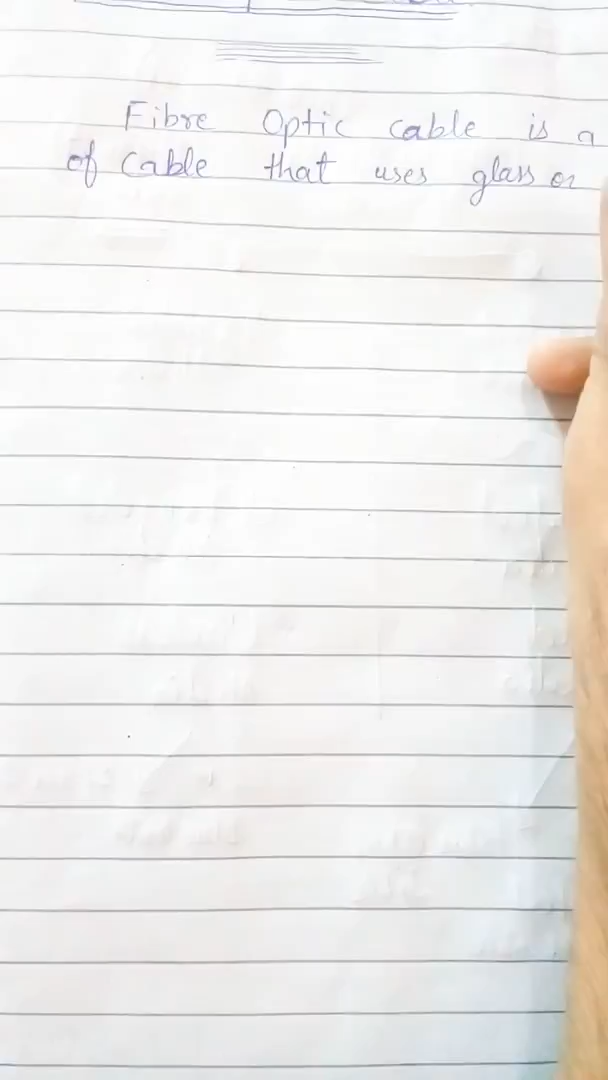 Fibre Optic cable is a
of Cable that uses glass or